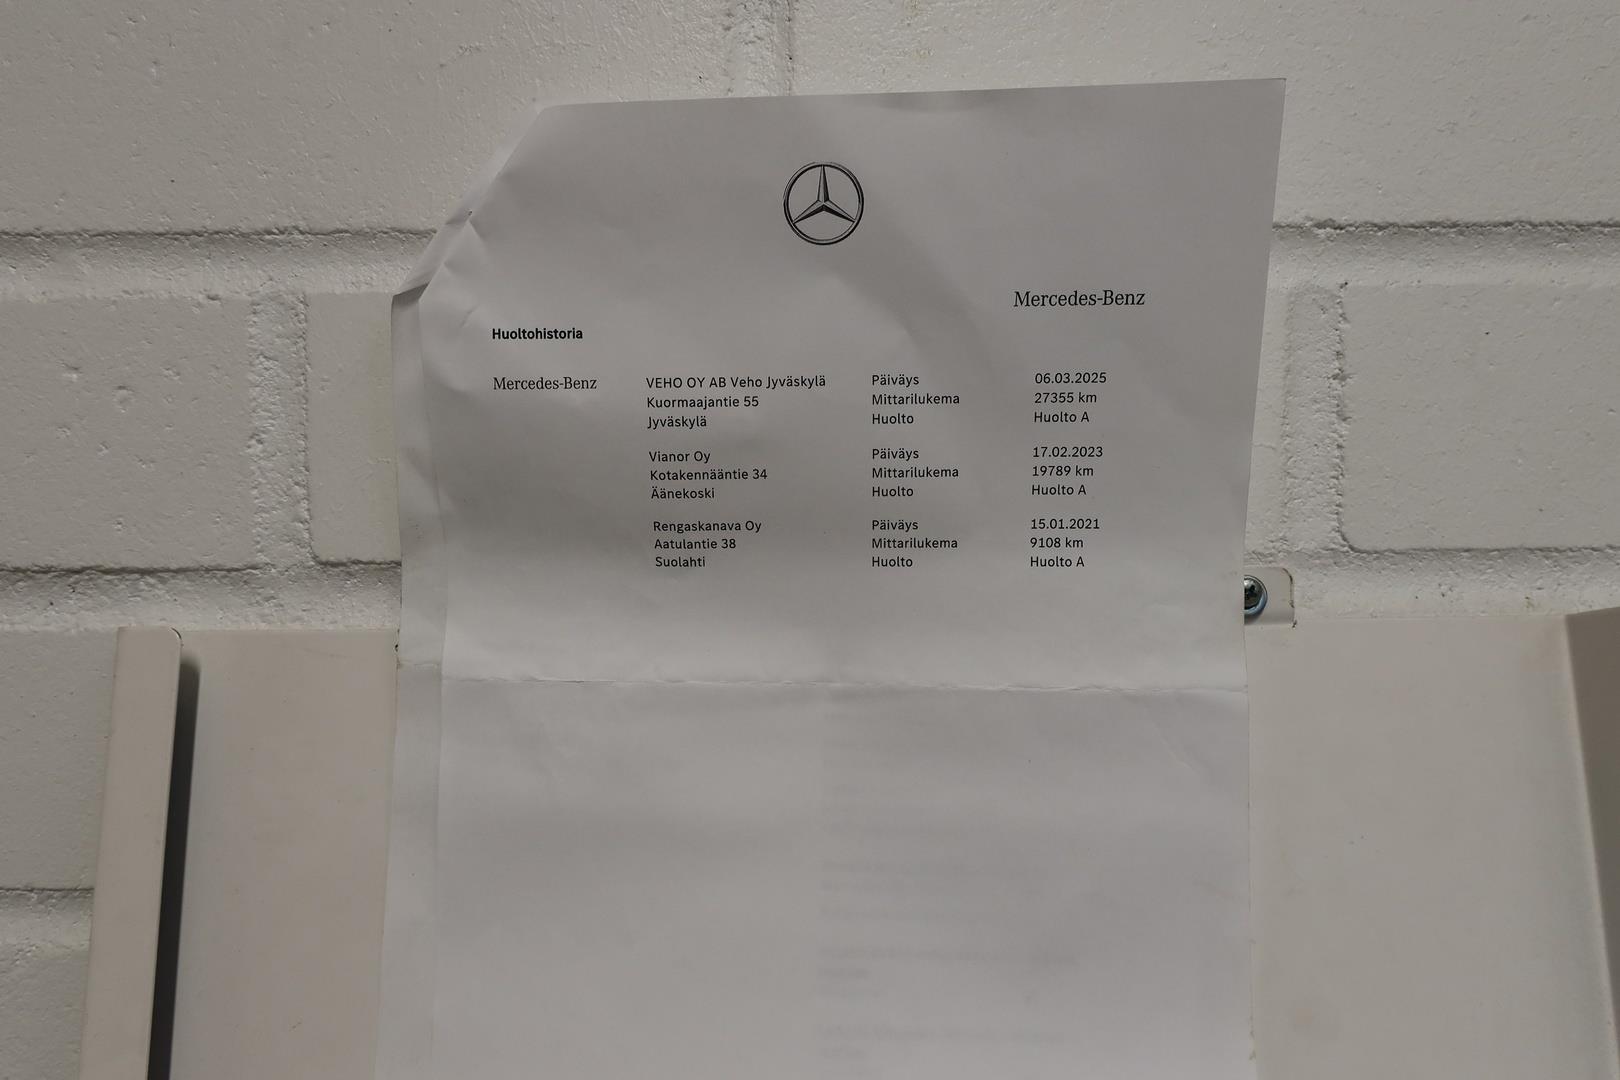 Mercedes-Benz
Huoltohistoria
Mercedes-Benz VEHO OY AB Veho Jyväskylä Päiväys 06.03.2025
Kuormaajantie 55 Mittarilukema 27355 km
Jyväskylä Huolto Huolto A
Vianor Oy Päiväys 17.02.2023
Kotakennääntie 34 Mittarilukema 19789 km
Äänekoski Huolto Huolto A
Rengaskanava Oy Päiväys 15.01.2021
Aatulantie 38 Mittarilukema 9108 km
Suolahti Huolto Huolto A